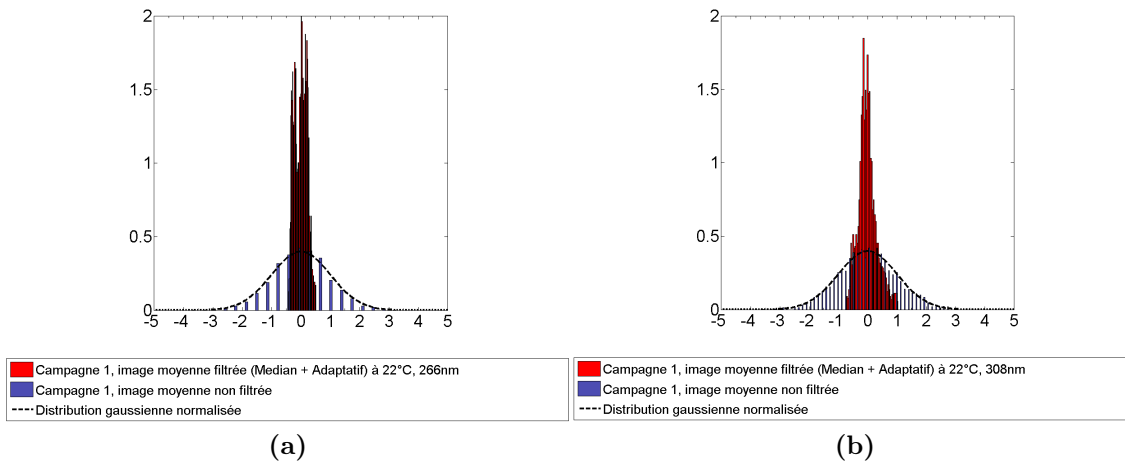 2
1.5
1
0.5
0
-5 -4 -3 -2 -1 0 1 2 3 4 5
Campagne 1, image moyenne filtrée (Median + Adaptatif) à 22°C, 266nm
Campagne 1, image moyenne non filtrée
Distribution gaussienne normalisée
(a)
2
1.5
1
0.5
0
-5 -4 -3 -2 -1 0 1 2 3 4 5
Campagne 1, image moyenne filtrée (Median + Adaptatif) à 22°C, 308nm
Campagne 1, image moyenne non filtrée
Distribution gaussienne normalisée
(b)